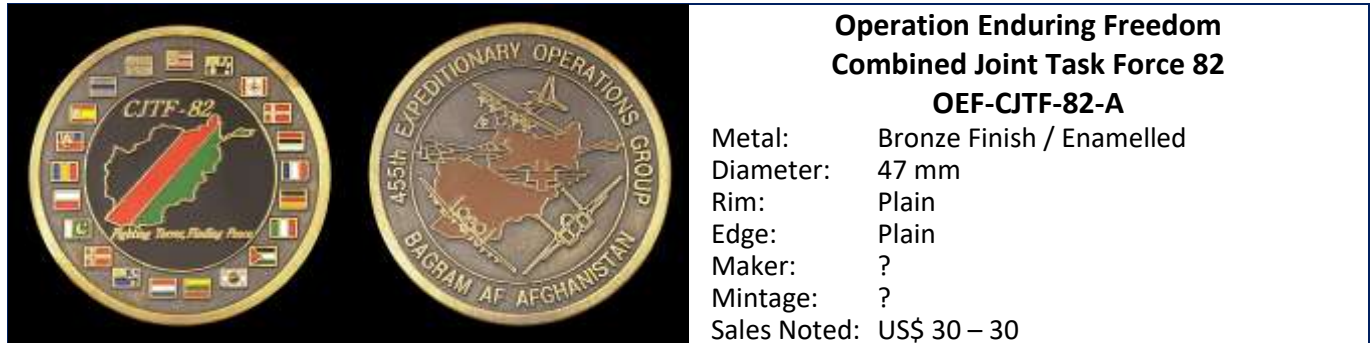 CJTF-82
Fighting Terror, Finding Peace
455th EXPEDITIONARY OPERATIONS GROUP
BAGRAM AF AFGHANISTAN
Operation Enduring Freedom
Combined Joint Task Force 82
OEF-CJTF-82-A
Metal: Bronze Finish / Enamelled
Diameter: 47 mm
Rim: Plain
Edge: Plain
Maker: ?
Mintage: ?
Sales Noted: US$ 30 – 30